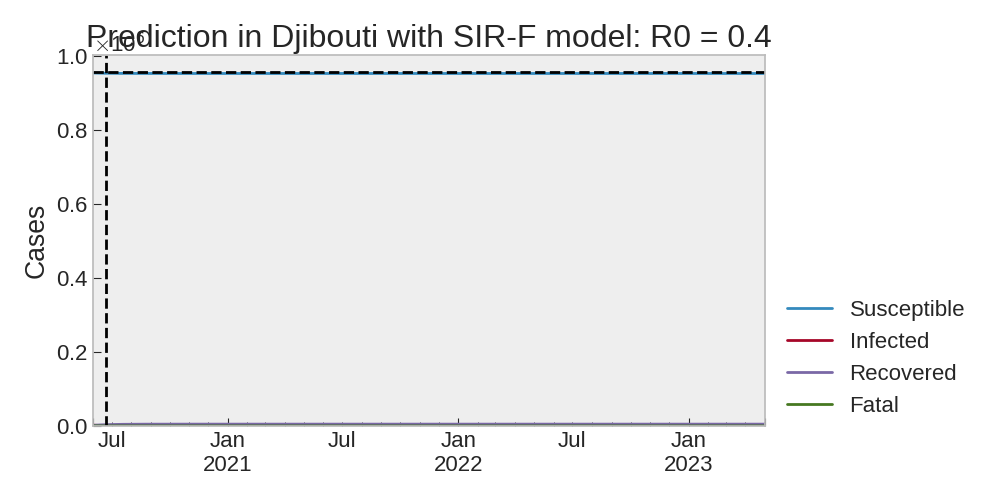 Prediction in Djibouti with SIR-F model: R0 = 0.4
1.0
0.8
0.6
0.4
0.2
0.0
Cases
Jul
Jan
2021
Jul
Jan
2022
Jul
Jan
2023
Susceptible
Infected
Recovered
Fatal